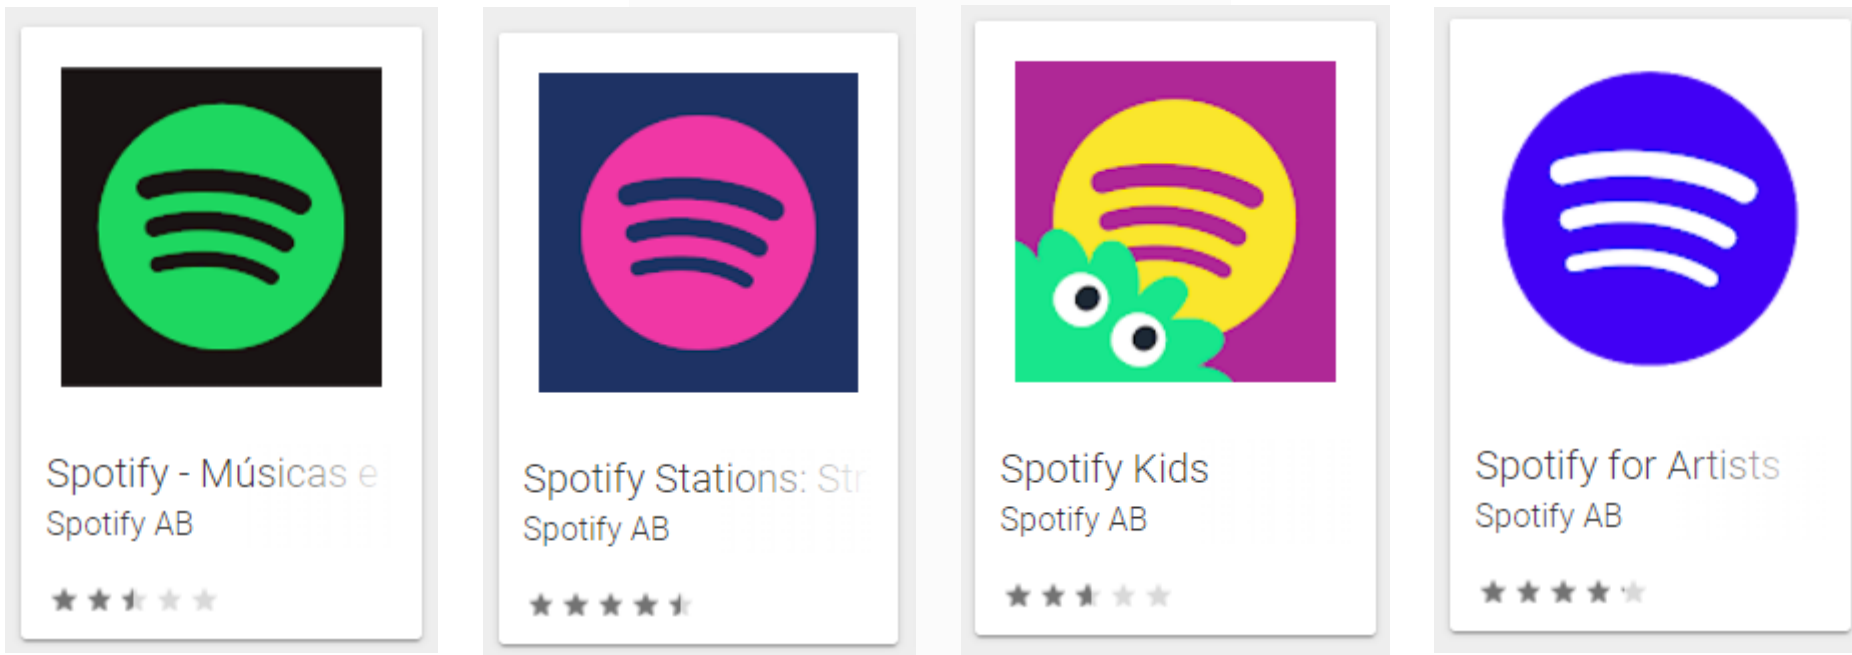 Spotify - Músicas e
Spotify AB
Spotify Stations: Str
Spotify AB
Spotify Kids
Spotify AB
Spotify for Artists
Spotify AB